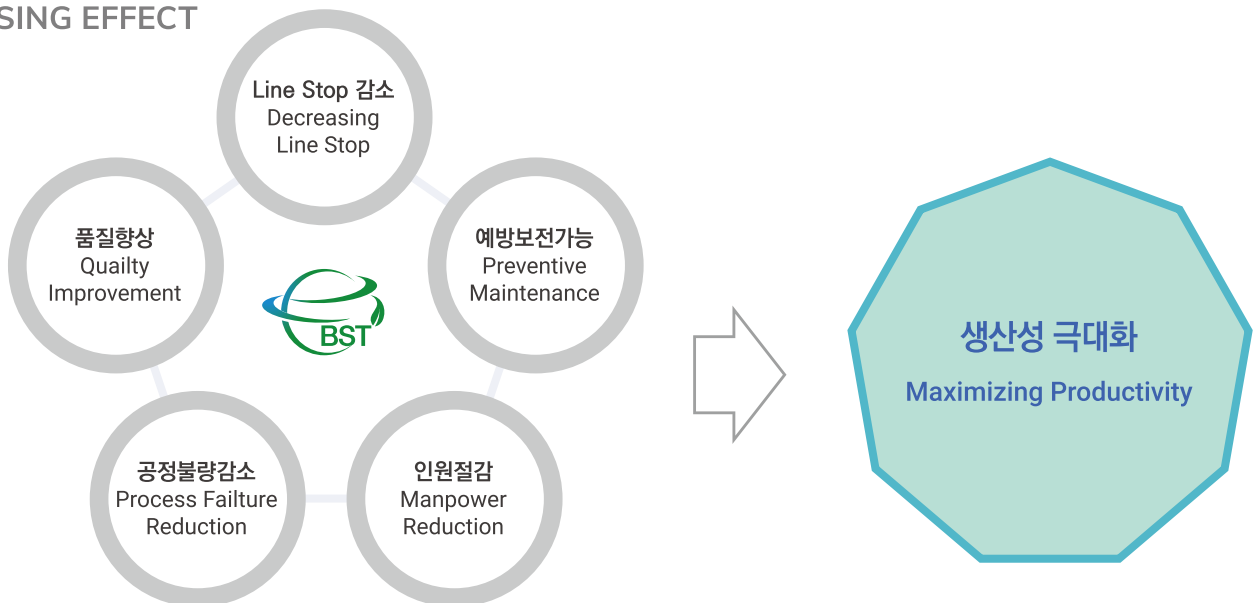 SING EFFECT
Line Stop 감소
Decreasing
Line Stop
품질향상
Quailty
Improvement
예방보전가능
Preventive
Maintenance
BST
공정불량감소
Process Failture
Reduction
인원절감
Manpower
Reduction
생산성 극대화
Maximizing Productivity